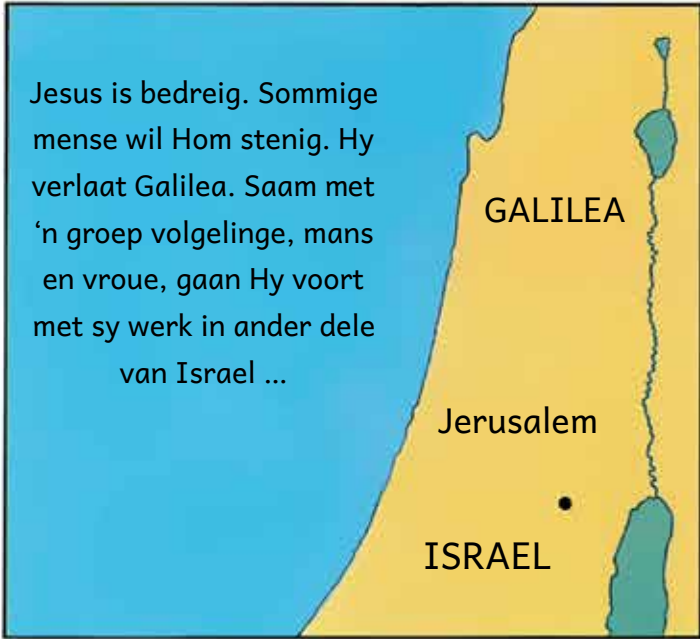 Jesus is bedreig. Sommige
mense wil Hom stenig. Hy
verlaat Galilea. Saam met
‘n groep volgelinge, mans
en vroue, gaan Hy voort
met sy werk in ander dele
van Israel ...
GALILEA
Jerusalem
ISRAEL